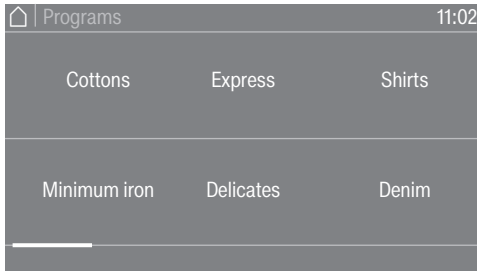 Programs 11:02
Cottons Express Shirts
Minimum iron Delicates Denim